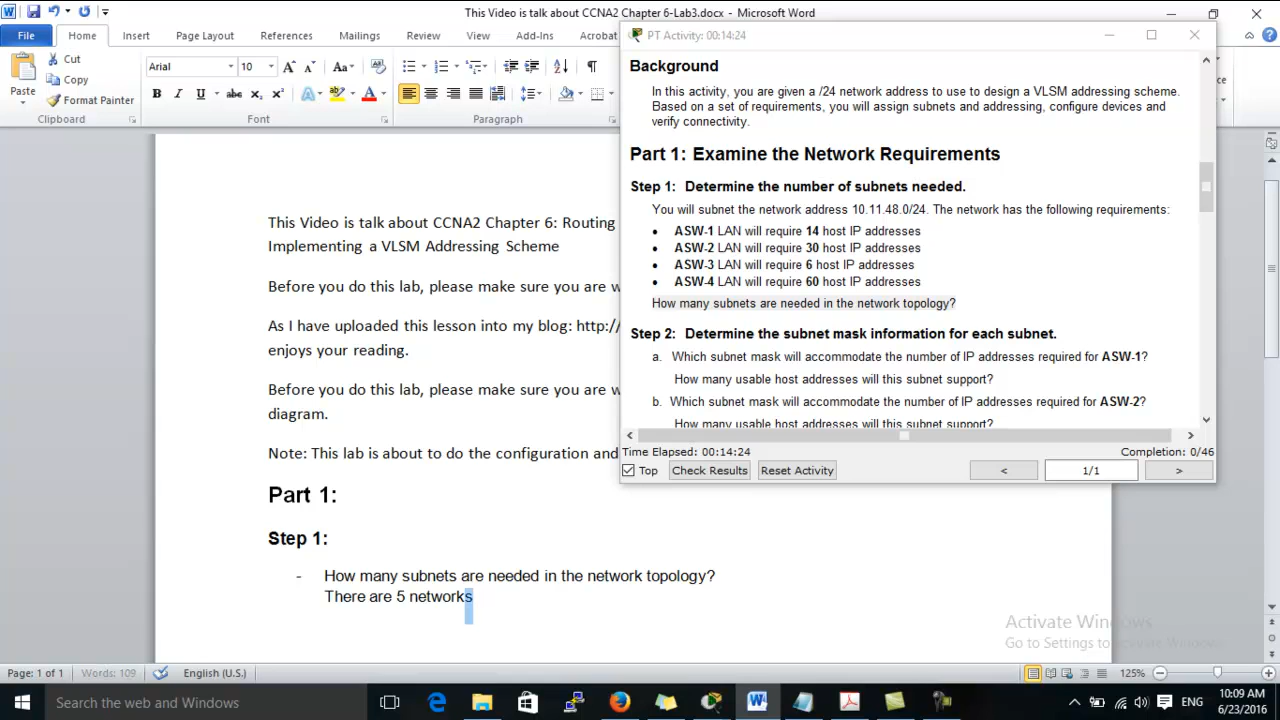 This Video is talk about CCNA2 Chapter 6-Lab3.docx - Microsoft Word
File Home Insert Page Layout References Mailings Review View Add-Ins Acrobat
Paste
Cut
Copy
Format Painter
Clipboard
Arial 10
Font
Paragraph
PT Activity: 00:14:24
Background
In this activity, you are given a /24 network address to use to design a VLSM addressing scheme.
Based on a set of requirements, you will assign subnets and addressing, configure devices and
verify connectivity.
Part 1: Examine the Network Requirements
Step 1: Determine the number of subnets needed.
You will subnet the network address 10.11.48.0/24. The network has the following requirements:
• ASW-1 LAN will require 14 host IP addresses
• ASW-2 LAN will require 30 host IP addresses
• ASW-3 LAN will require 6 host IP addresses
• ASW-4 LAN will require 60 host IP addresses
How many subnets are needed in the network topology?
Step 2: Determine the subnet mask information for each subnet.
a. Which subnet mask will accommodate the number of IP addresses required for ASW-1?
How many usable host addresses will this subnet support?
b. Which subnet mask will accommodate the number of IP addresses required for ASW-2?
How many usable host addresses will this subnet support?
Time Elapsed: 00:14:24 Completion: 0/46
Top Check Results Reset Activity < 1/1 >
This Video is talk about CCNA2 Chapter 6: Routing
Implementing a VLSM Addressing Scheme
Before you do this lab, please make sure you are w
As I have uploaded this lesson into my blog: http://
enjoys your reading.
Before you do this lab, please make sure you are w
diagram.
Note: This lab is about to do the configuration and
Part 1:
Step 1:
- How many subnets are needed in the network topology?
There are 5 networks
Activate Windows
Go to Settings to activate Windows.
Page: 1 of 1 Words: 109 English (U.S.) 125%
Search the web and Windows
ENG
10:09 AM
6/23/2016